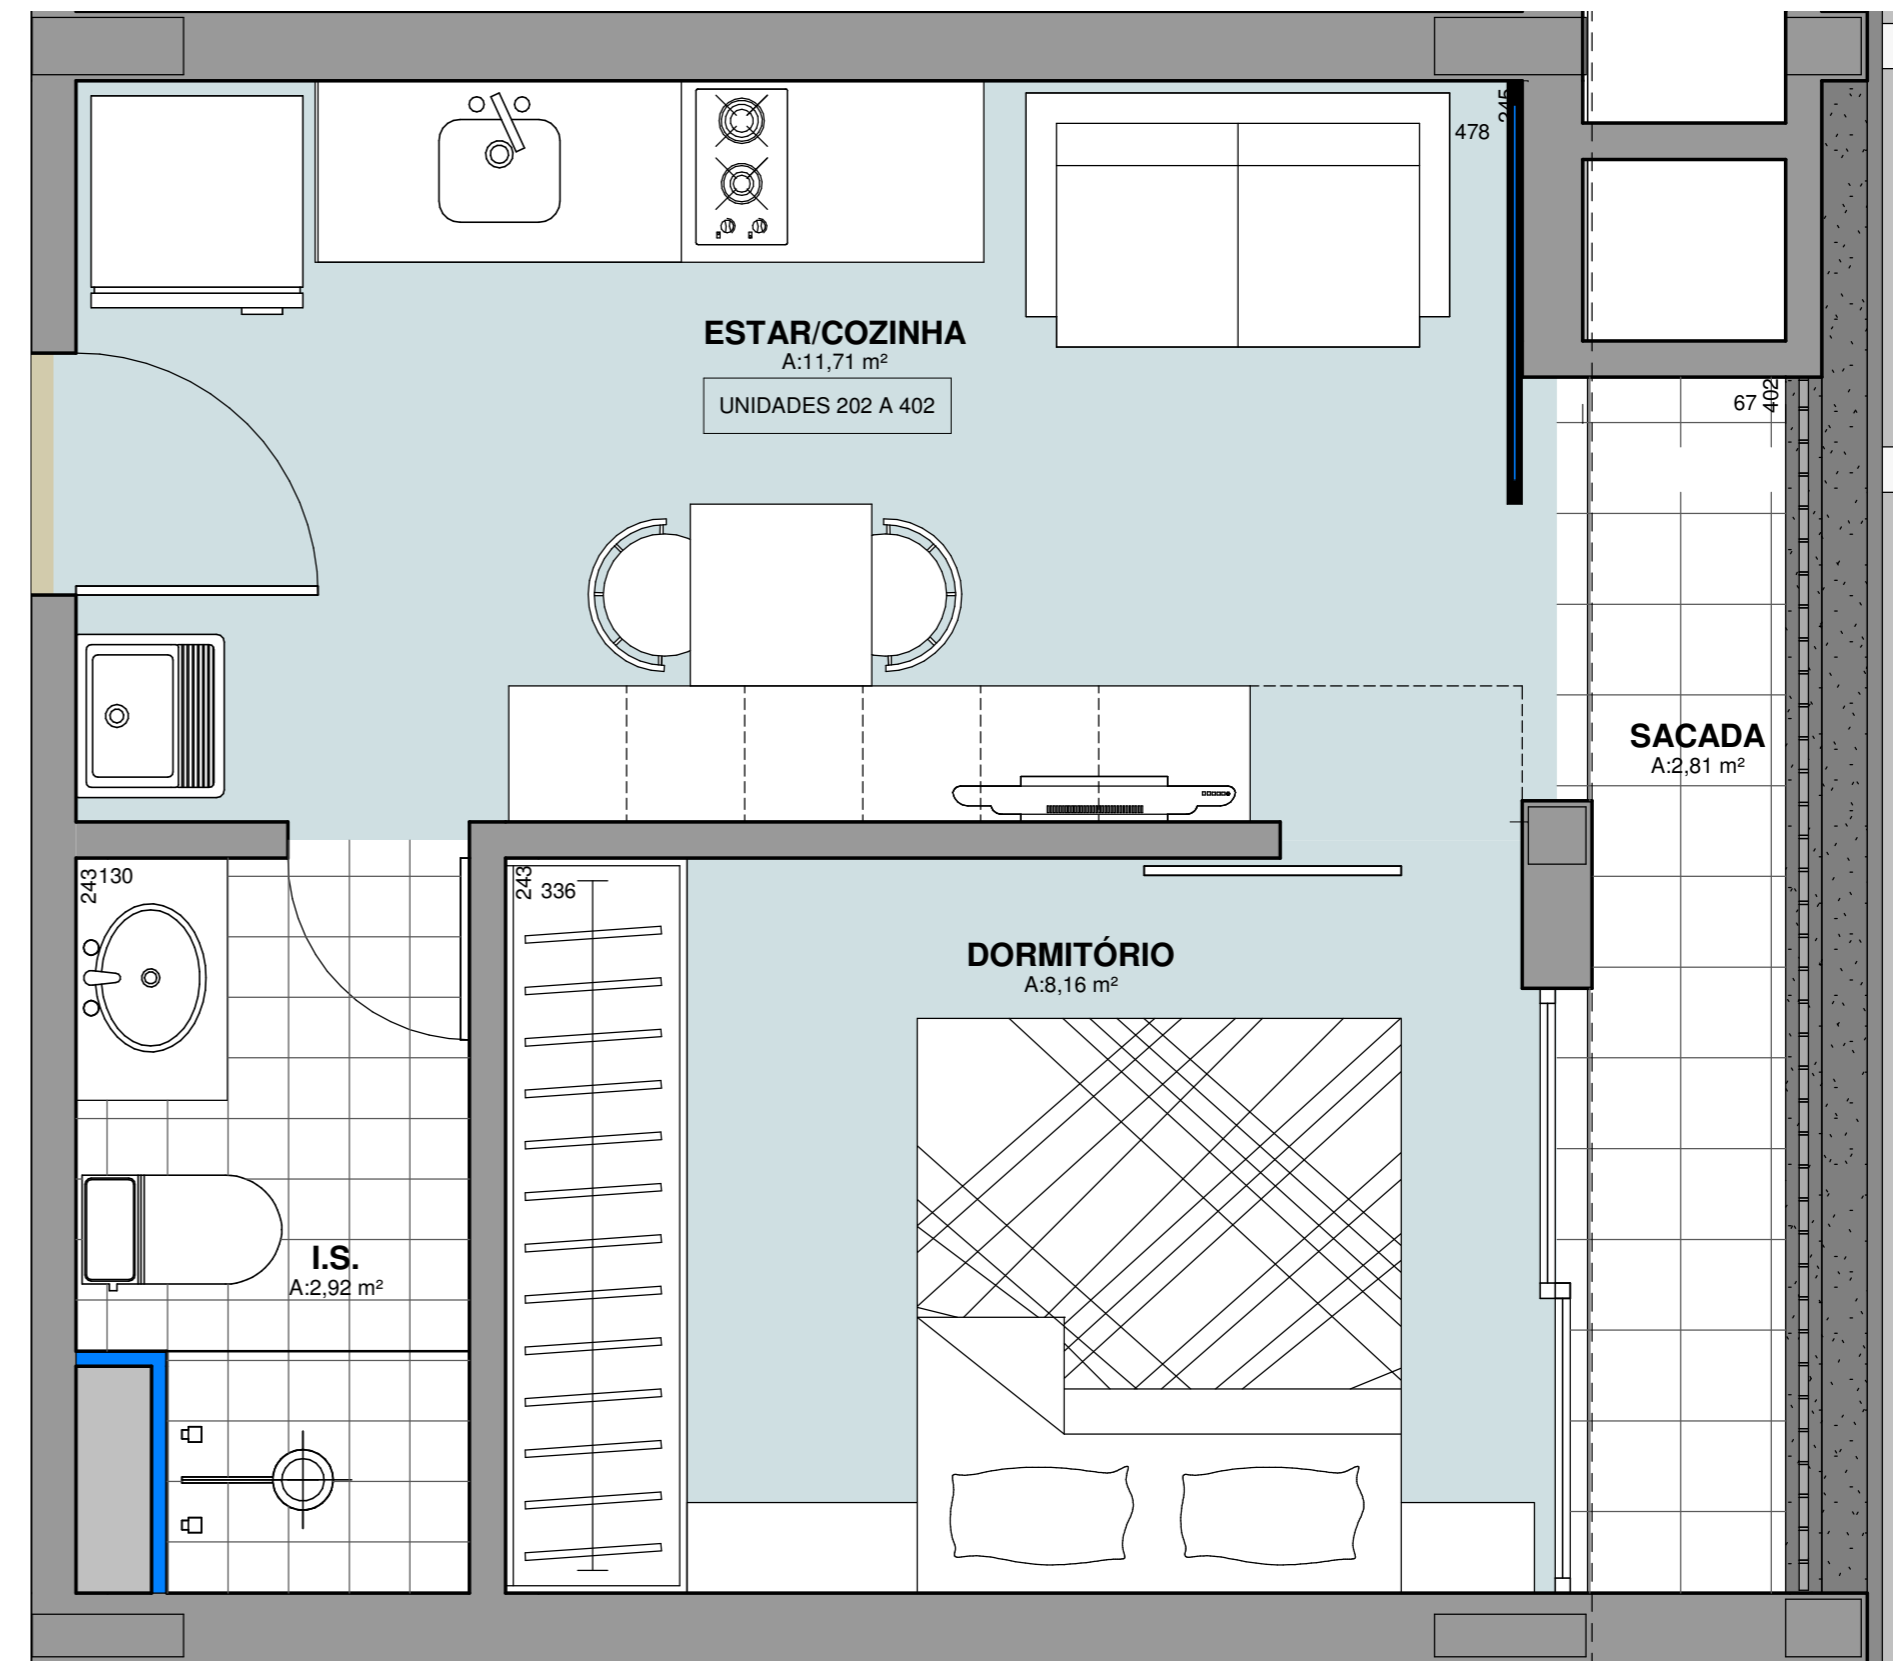 245
478
ESTAR/COZINHA
A:11,71 m²
UNIDADES 202 A 402
67
402
SACADA
A:2,81 m²
243
130
243
336
DORMITÓRIO
A:8,16 m²
I.S.
A:2,92 m²